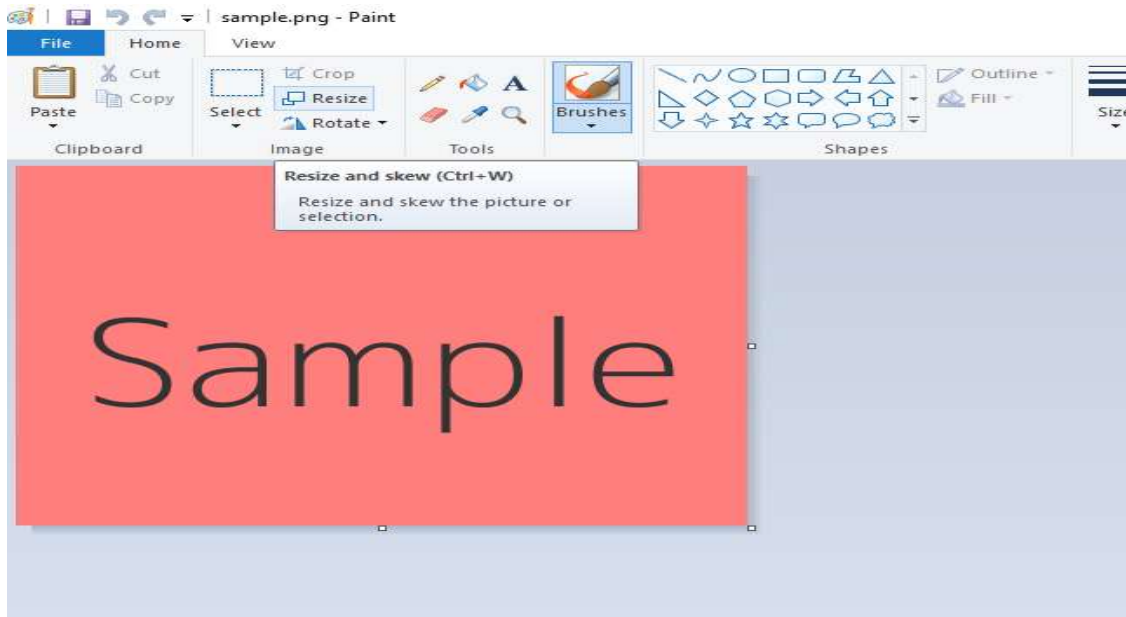 sample.png - Paint
File Home View
Paste
Cut
Copy
Clipboard
Select
Crop
Resize
Rotate
Image
A
Tools
Brushes
Shapes
Outline
Fill
Size
Resize and skew (Ctrl+W)
Resize and skew the picture or
selection.
Sample